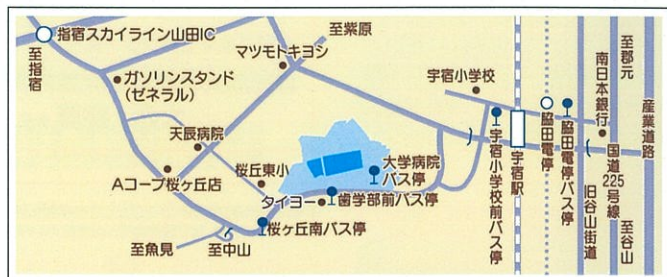 至紫原
指宿スカイライン山田IC
至指宿
マツモトキヨシ
ガソリンスタンド
(ゼネラル)
宇宿小学校
天辰病院
Aコープ桜ヶ丘店
桜丘東小
大学病院
バス停
タイヨー
歯学部前バス停
桜ヶ丘南バス停
至魚見
至中山
宇宿小学校前バス停
宇宿駅
脇田電停
脇田電停バス停
南日本銀行
旧谷山街道
国道
225
号線
至郡元
至谷山
産業道路